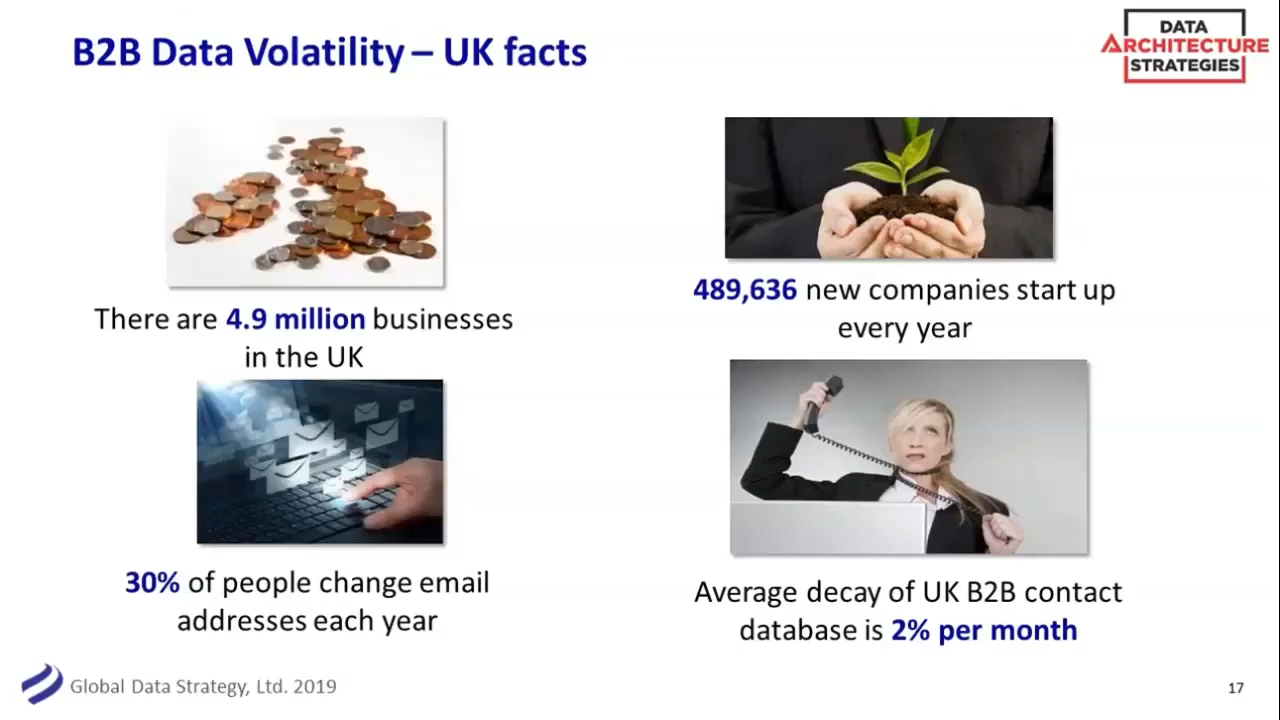 B2B Data Volatility – UK facts
DATA
ARCHITECTURE
STRATEGIES
There are 4.9 million businesses
in the UK
489,636 new companies start up
every year
30% of people change email
addresses each year
Average decay of UK B2B contact
database is 2% per month
Global Data Strategy, Ltd. 2019
17